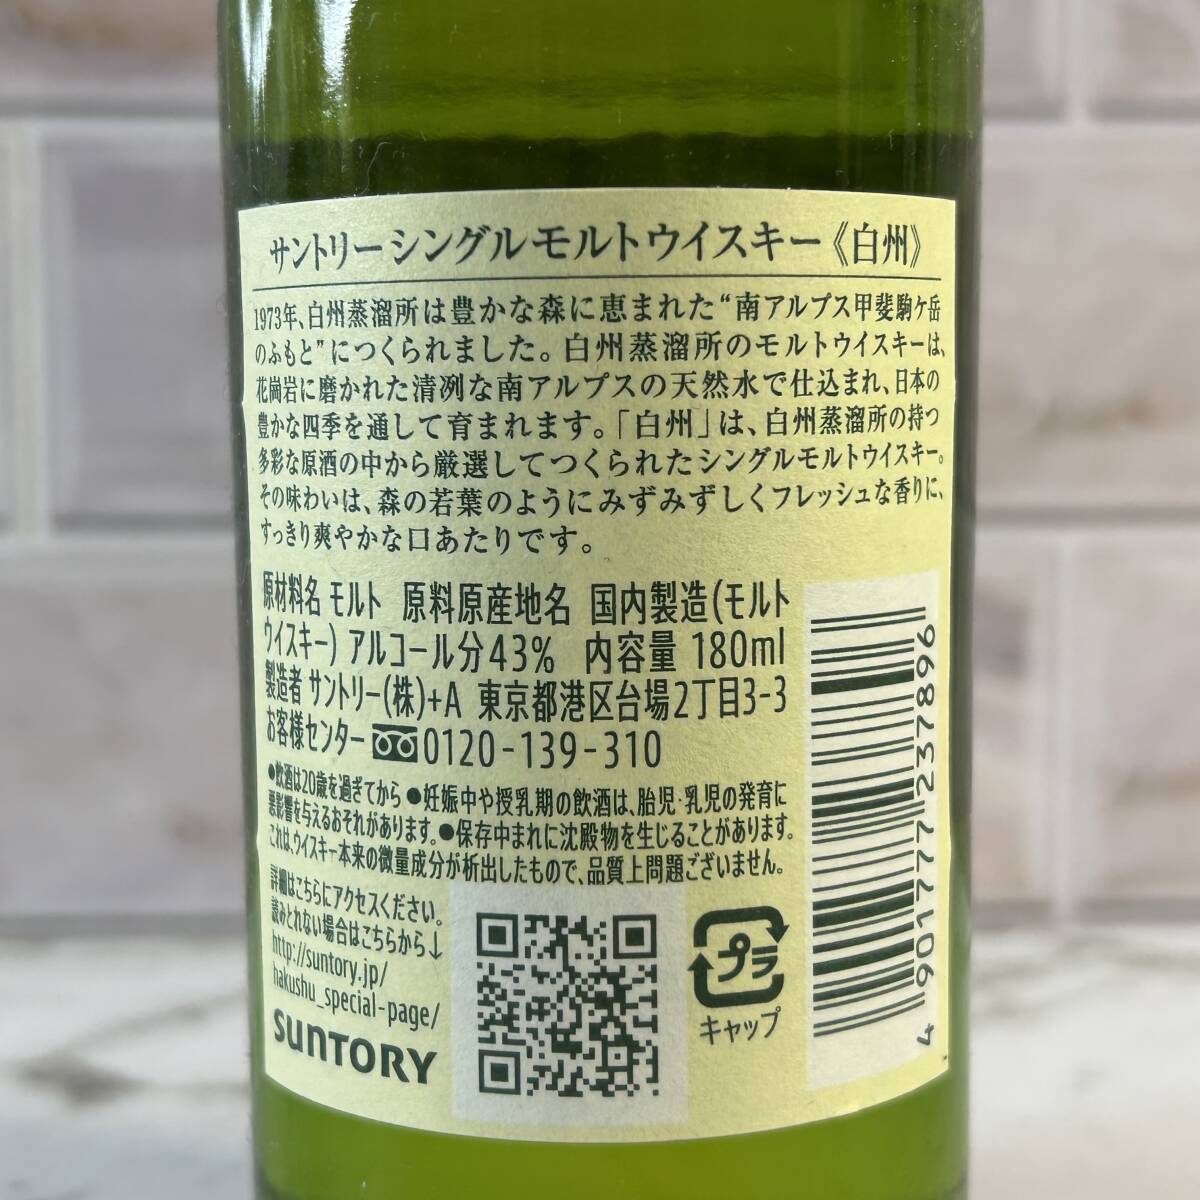 サントリーシングルモルトウイスキー《白州》
1973年、白州蒸溜所は豊かな森に恵まれた“南アルプス甲斐駒ケ岳
のふもと”につくられました。白州蒸溜所のモルトウイスキーは、
花崗岩に磨かれた清冽な南アルプスの天然水で仕込まれ、日本の
豊かな四季を通して育まれます。「白州」は、白州蒸溜所の持つ
多彩な原酒の中から厳選してつくられたシングルモルトウイスキー。
その味わいは、森の若葉のようにみずみずしくフレッシュな香りに、
すっきり爽やかな口あたりです。
原材料名 モルト 原料原産地名 国内製造(モルト
ウイスキー) アルコール分43% 内容量 180ml
製造者 サントリー(株)+A 東京都港区台場2丁目3-3
お客様センター 0120-139-310
●飲酒は20歳を過ぎてから ●妊娠中や授乳期の飲酒は、胎児・乳児の発育に
悪影響を与えるおそれがあります。●保存中まれに沈殿物を生じることがあります。
これは、ウイスキー本来の微量成分が析出したもので、品質上問題ございません。
詳細はこちらにアクセスください。
読みとれない場合はこちらから↓
http://suntory.jp/
hakushu_special-page/
SUNTORY
プラ
キャップ
4 901777 237896